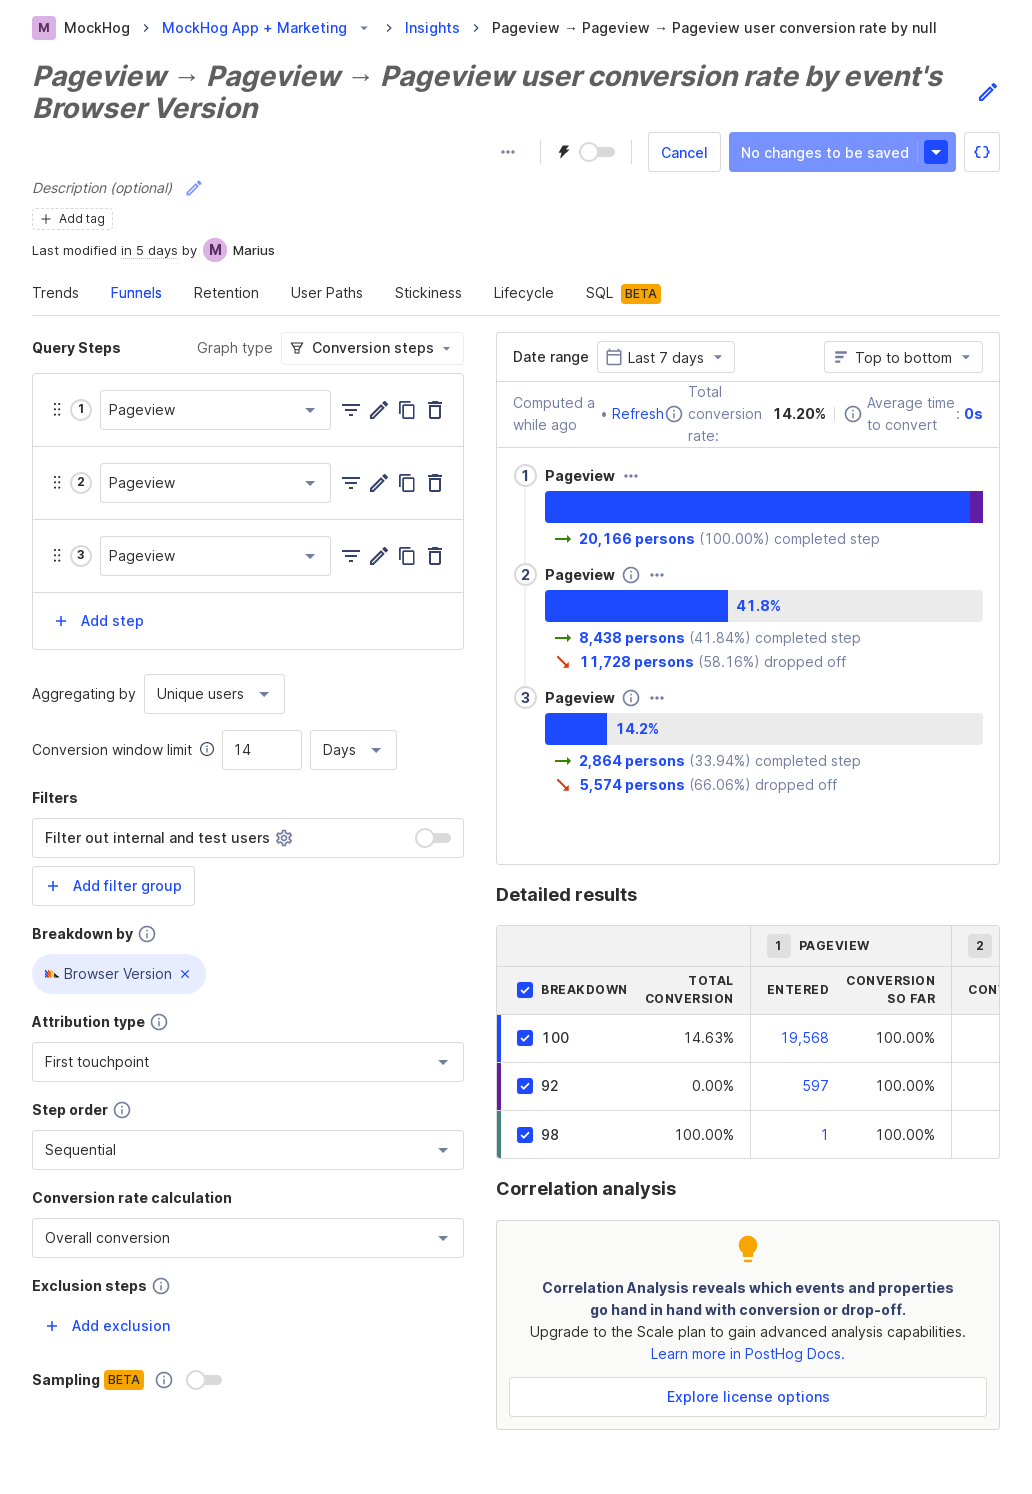 M MockHog > MockHog App + Marketing > Insights > Pageview → Pageview → Pageview user conversion rate by null
Pageview → Pageview → Pageview user conversion rate by event's
Browser Version
Cancel
No changes to be saved
Description (optional)
+ Add tag
Last modified in 5 days by M Marius
Trends Funnels Retention User Paths Stickiness Lifecycle SQL BETA
Query Steps
Graph type Conversion steps
1 Pageview
2 Pageview
3 Pageview
+ Add step
Aggregating by Unique users
Conversion window limit 14 Days
Filters
Filter out internal and test users
+ Add filter group
Breakdown by
Browser Version ×
Attribution type
First touchpoint
Step order
Sequential
Conversion rate calculation
Overall conversion
Exclusion steps
+ Add exclusion
Sampling BETA
Date range Last 7 days Top to bottom
Computed a
while ago
• Refresh
Total
conversion
rate:
14.20%
Average time
to convert
: 0s
1 Pageview
20,166 persons (100.00%) completed step
2 Pageview
41.8%
8,438 persons (41.84%) completed step
11,728 persons (58.16%) dropped off
3 Pageview
14.2%
2,864 persons (33.94%) completed step
5,574 persons (66.06%) dropped off
Detailed results
1 PAGEVIEW 2
BREAKDOWN
TOTAL
CONVERSION
ENTERED
CONVERSION
SO FAR
100 14.63% 19,568 100.00%
92 0.00% 597 100.00%
98 100.00% 1 100.00%
Correlation analysis
Correlation Analysis reveals which events and properties
go hand in hand with conversion or drop-off.
Upgrade to the Scale plan to gain advanced analysis capabilities.
Learn more in PostHog Docs.
Explore license options